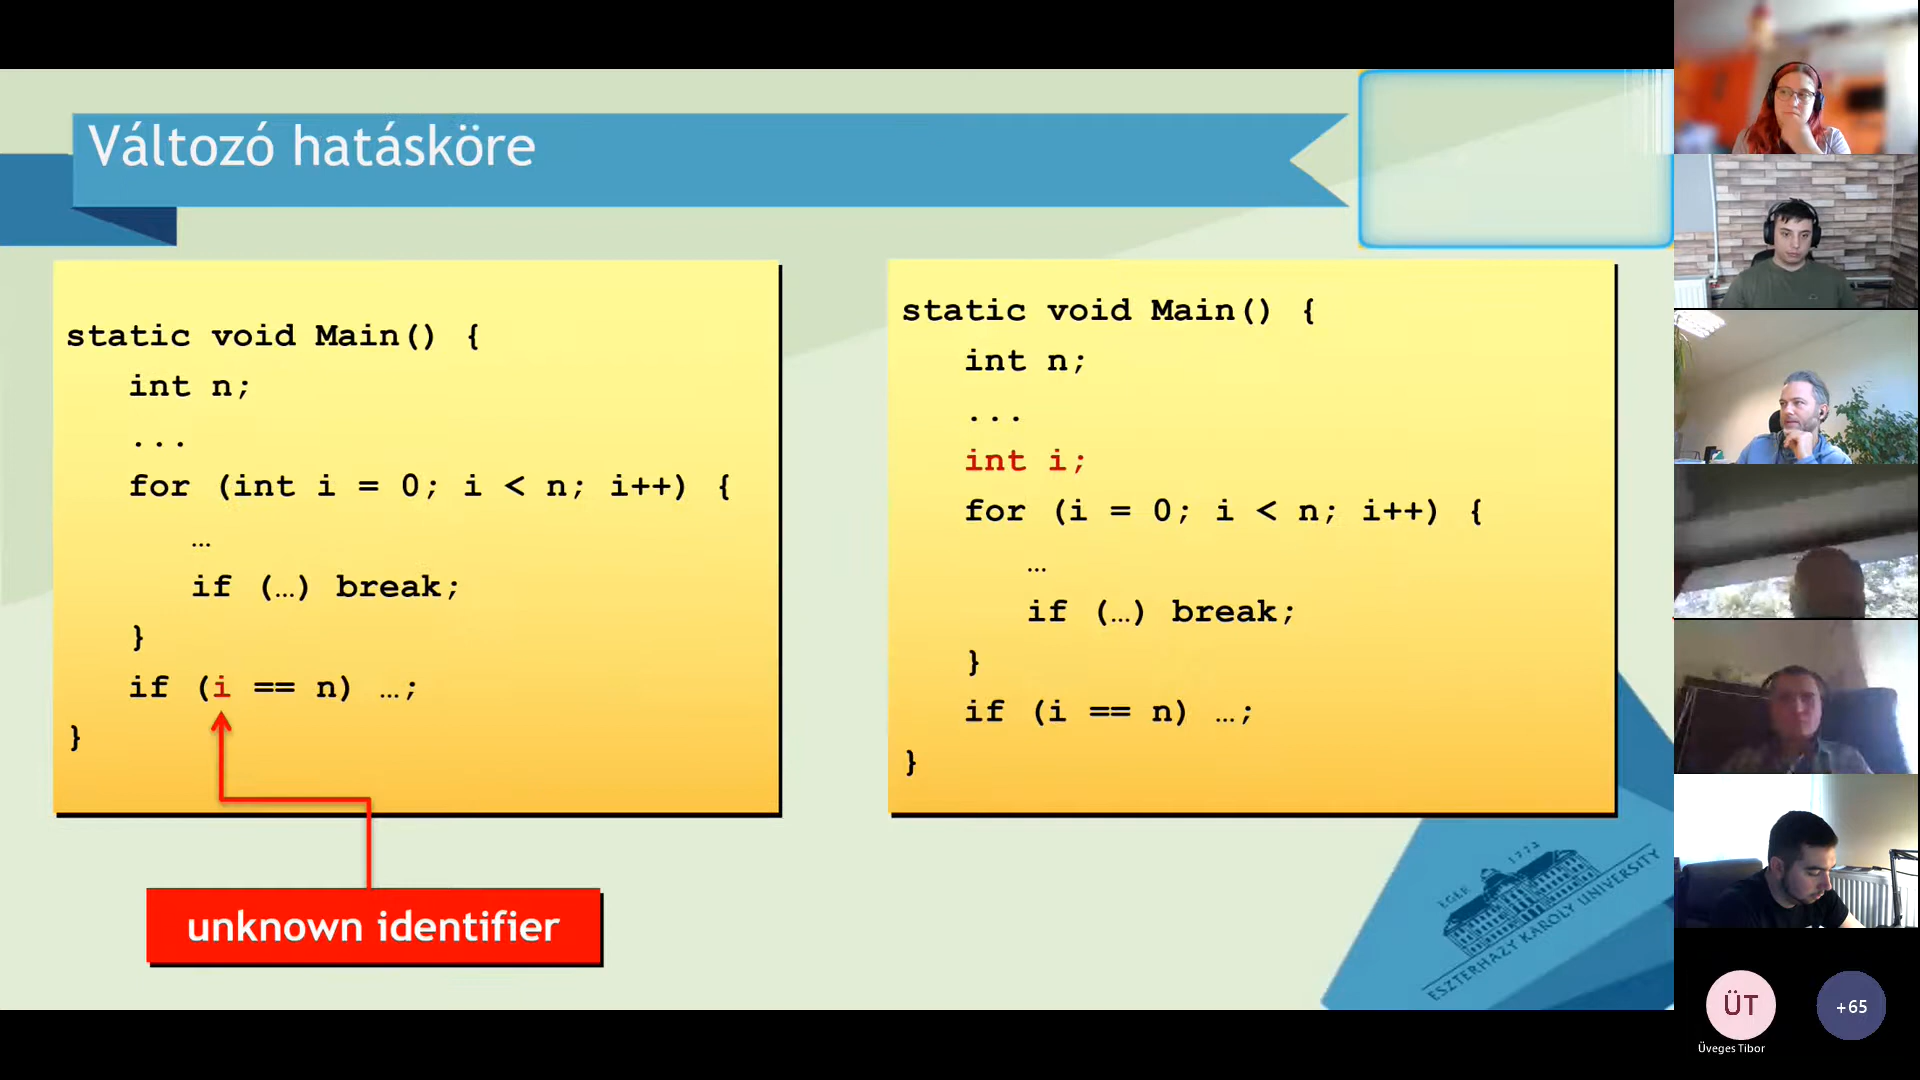 Változó hatásköre
static void Main() {
int n;
...
for (int i = 0; i < n; i++) {
…
if (…) break;
}
if (i == n) …;
}
unknown identifier
static void Main() {
int n;
...
int i;
for (i = 0; i < n; i++) {
…
if (…) break;
}
if (i == n) …;
}
1774
EGER
ESZTERHÁZY KÁROLY UNIVERSITY
ÜT
Üveges Tibor
+65